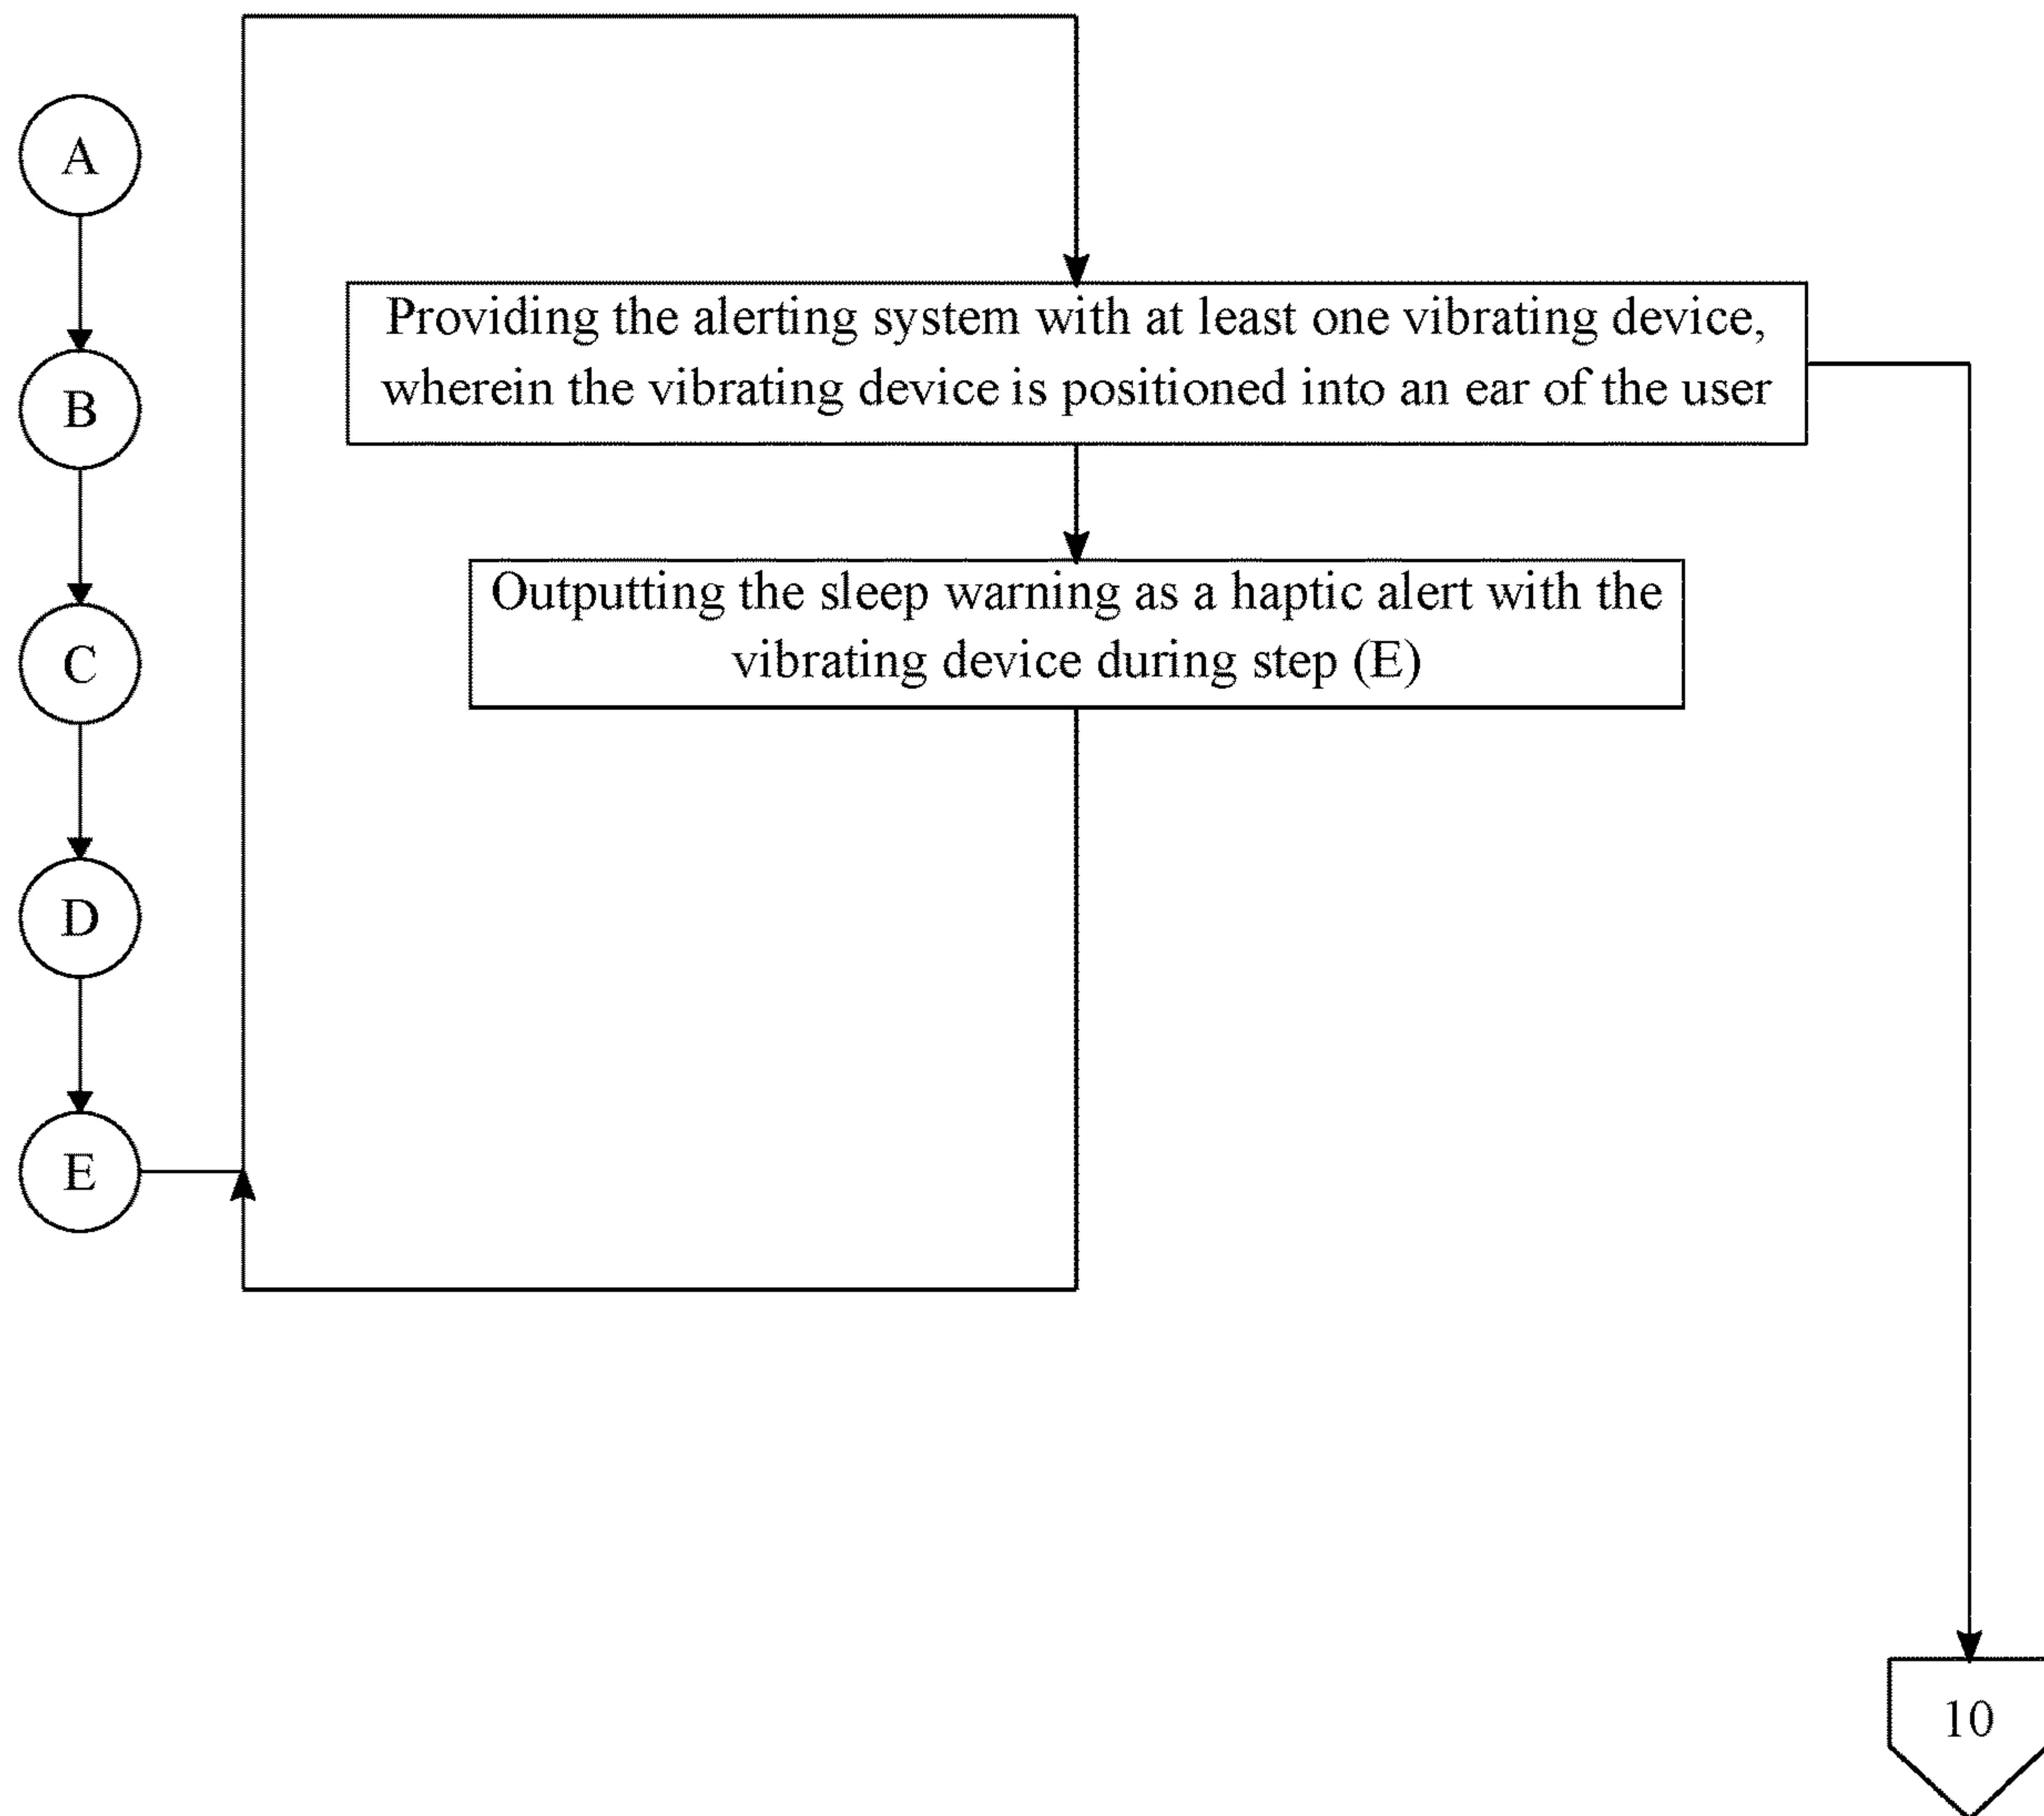 A
B
C
D
E
Providing the alerting system with at least one vibrating device,
wherein the vibrating device is positioned into an ear of the user
Outputting the sleep warning as a haptic alert with the
vibrating device during step (E)
10